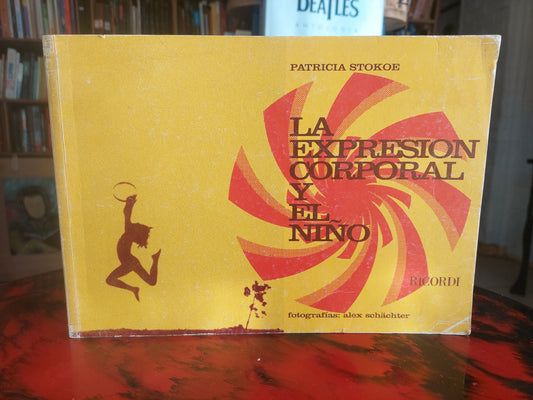 BEATLES
PATRICIA STOKOE
LA
EXPRESION
CORPORAL
Y
EL
NIÑO
RICORDI
fotografías: alex schächter